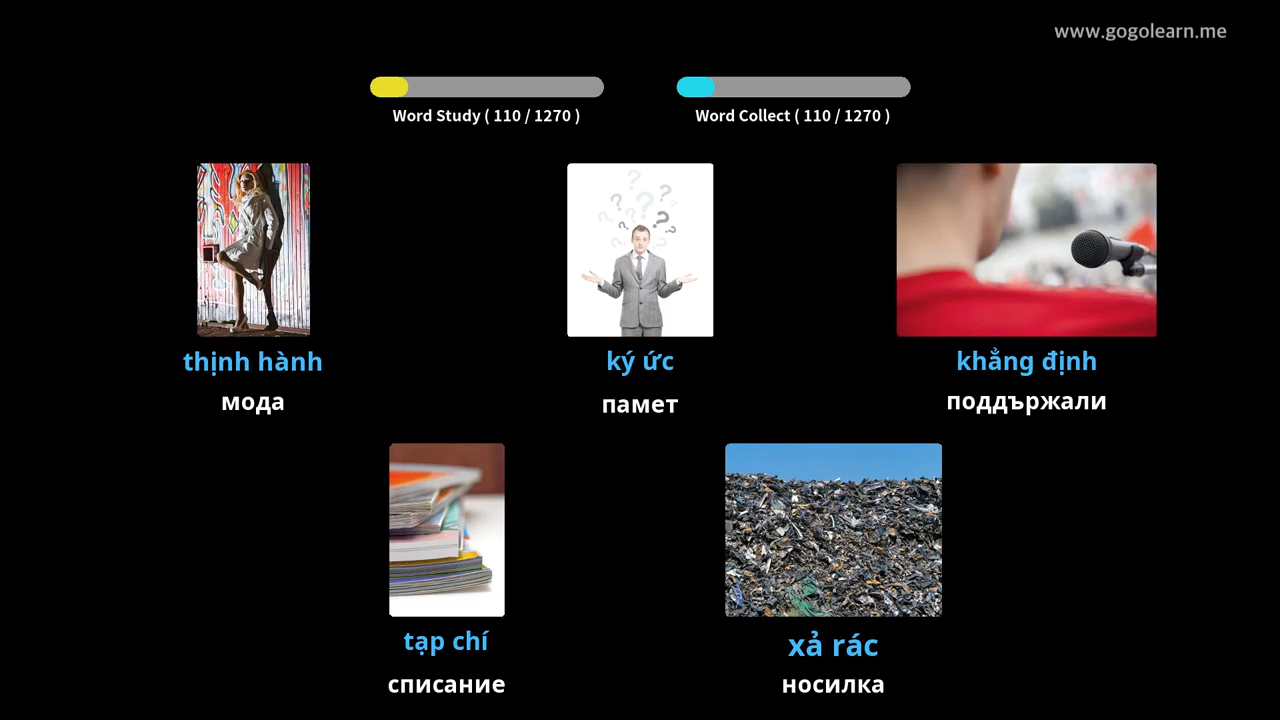 www.gogolearn.me
Word Study ( 110 / 1270 )
Word Collect ( 110 / 1270 )
thịnh hành
мода
ký ức
памет
khẳng định
поддържали
tạp chí
списание
xả rác
носилка